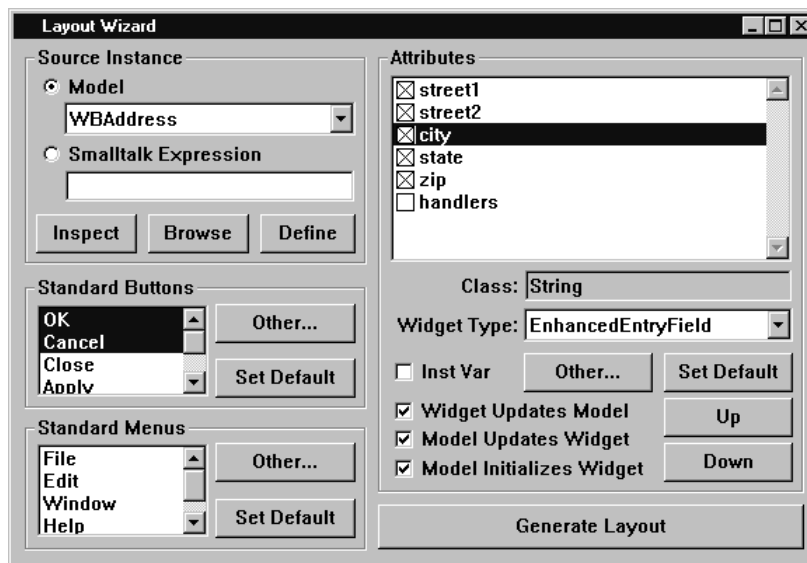 Layout Wizard
Source Instance
Model
WBAddress
Smalltalk Expression
Inspect Browse Define
Standard Buttons
OK
Cancel
Close
Apply
Other...
Set Default
Standard Menus
File
Edit
Window
Help
Other...
Set Default
Attributes
street1
street2
city
state
zip
handlers
Class: String
Widget Type: EnhancedEntryField
Inst Var Other... Set Default
Widget Updates Model
Model Updates Widget
Model Initializes Widget
Up
Down
Generate Layout